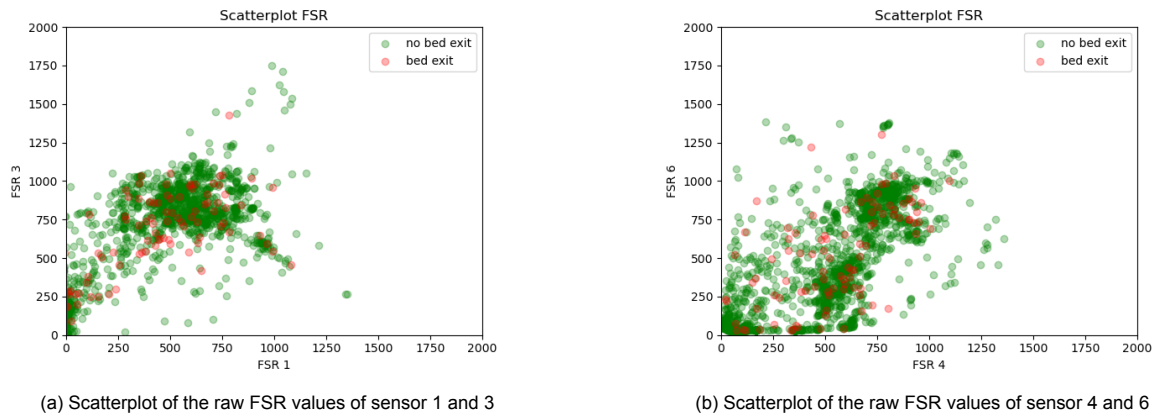 Scatterplot FSR
2000
1750
1500
1250
1000
750
500
250
0
FSR 3
no bed exit
bed exit
0 250 500 750 1000 1250 1500 1750 2000
FSR 1
(a) Scatterplot of the raw FSR values of sensor 1 and 3
Scatterplot FSR
2000
1750
1500
1250
1000
750
500
250
0
FSR 6
no bed exit
bed exit
0 250 500 750 1000 1250 1500 1750 2000
FSR 4
(b) Scatterplot of the raw FSR values of sensor 4 and 6